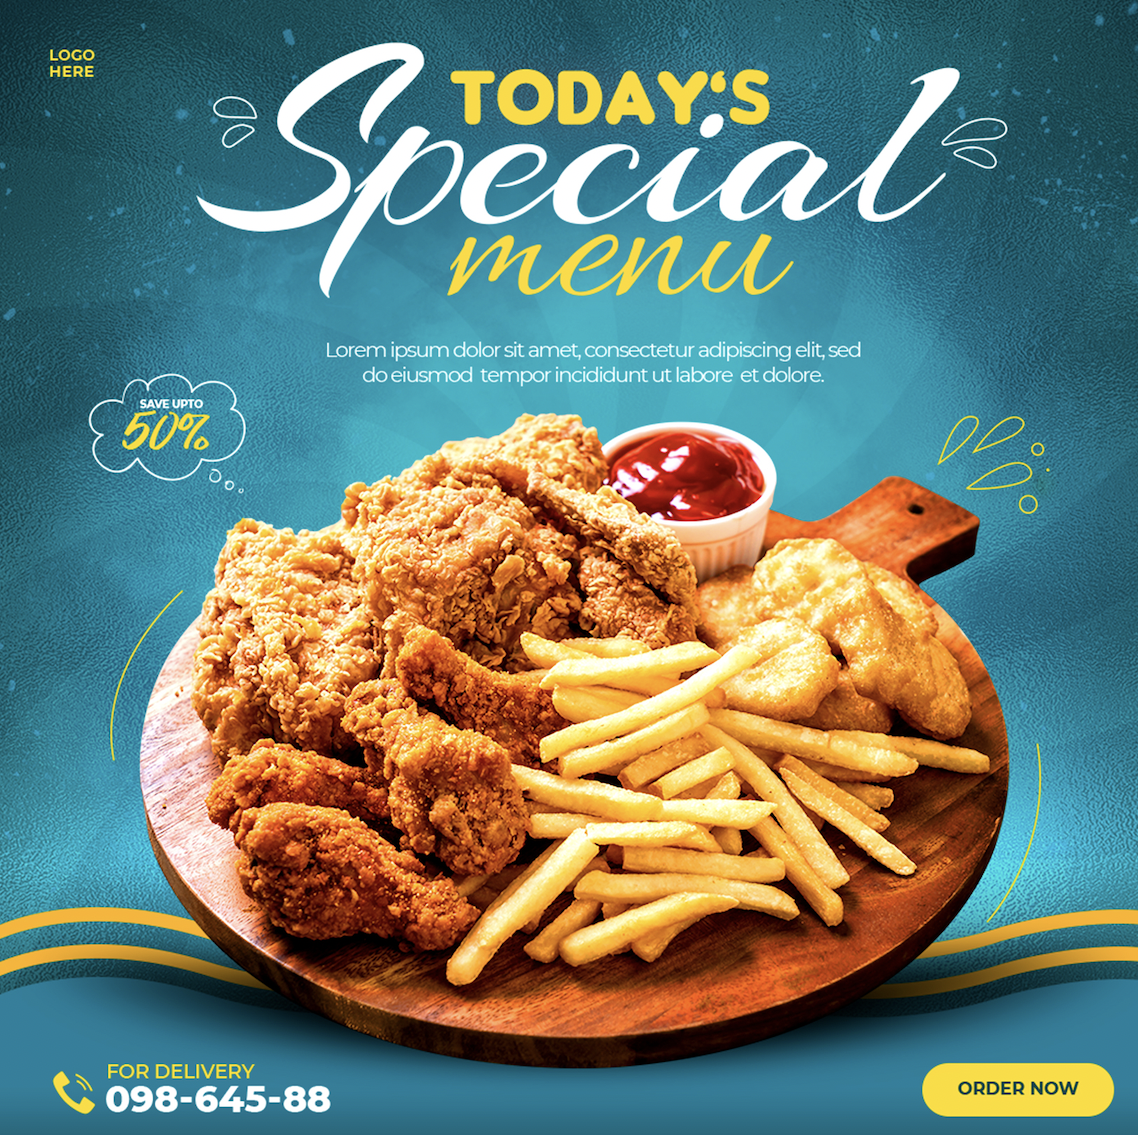 LOGO
HERE
TODAY‘S
Special
menu
Lorem ipsum dolor sit amet, consectetur adipiscing elit, sed
do eiusmod tempor incididunt ut labore et dolore.
SAVE UPTO
50%
FOR DELIVERY
098-645-88
ORDER NOW